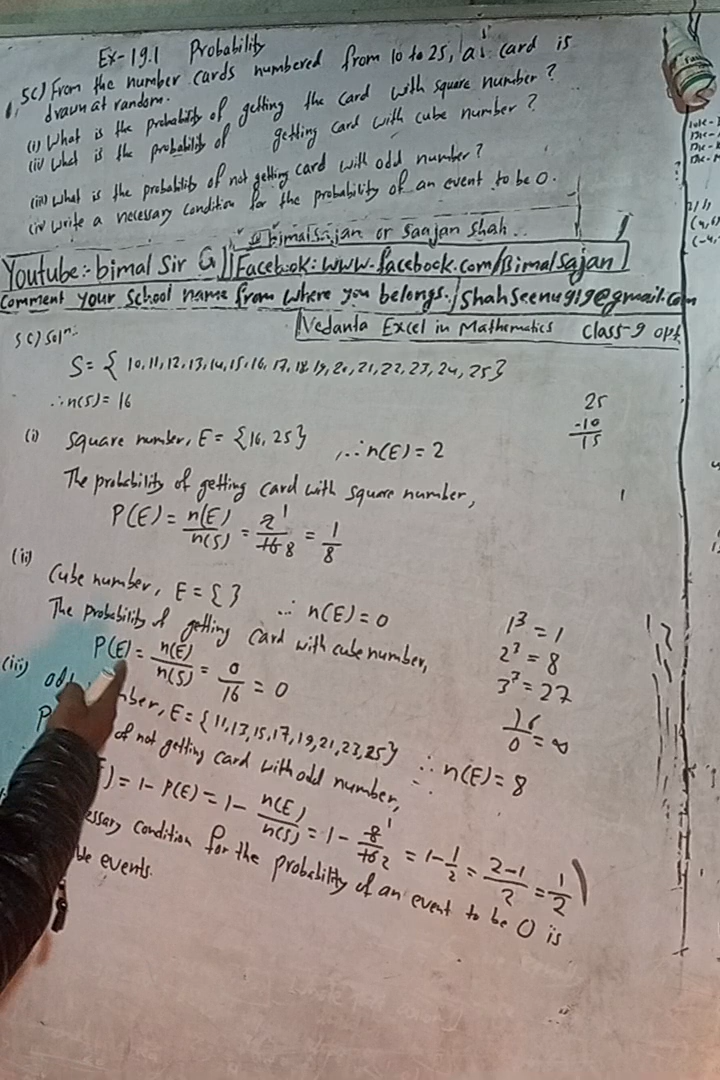 Ex-19.1 Probability
5c) From the number cards numbered from 10 to 25, a card is
drawn at random.
(i) What is the probability of getting the card with square number?
(ii) What is the probability of getting card with cube number?
(iii) What is the probability of not getting card with odd number?
(iv) Write a necessary condition for the probability of an event to be 0.
bimalsajan or Saajan Shah.
Youtube:- bimal Sir G Facebook: www.facebook.com/Bimalsajan
Comment your School name from where you belongs. shahseenu919@gmail.com
Vedanta Excel in Mathematics Class-9 opt
5c) Solⁿ:
S = { 10, 11, 12, 13, 14, 15, 16, 17, 18, 19, 20, 21, 22, 23, 24, 25 }
∴ n(S) = 16
25
-10
15
(i) Square number, E = {16, 25} ∴ n(E) = 2
The probability of getting card with square number,
P(E) = n(E)/n(S) = 2 1/16 8 = 1/8
(ii) Cube number, E = { } ∴ n(E) = 0
The probability of getting card with cube number,
P(E) = n(E)/n(S) = 0/16 = 0
1³ = 1
2³ = 8
3³ = 27
16/0 = ∞
(iii) odd mber, E = {11, 13, 15, 17, 19, 21, 23, 25} ∴ n(E) = 8
P of not getting card with odd number,
) = 1 - P(E) = 1 - n(E)/n(S) = 1 - 8 1/16 2 = 1 - 1/2 = 2-1/2 = 1/2
essary condition for the probability of an event to be 0 is
ble events.